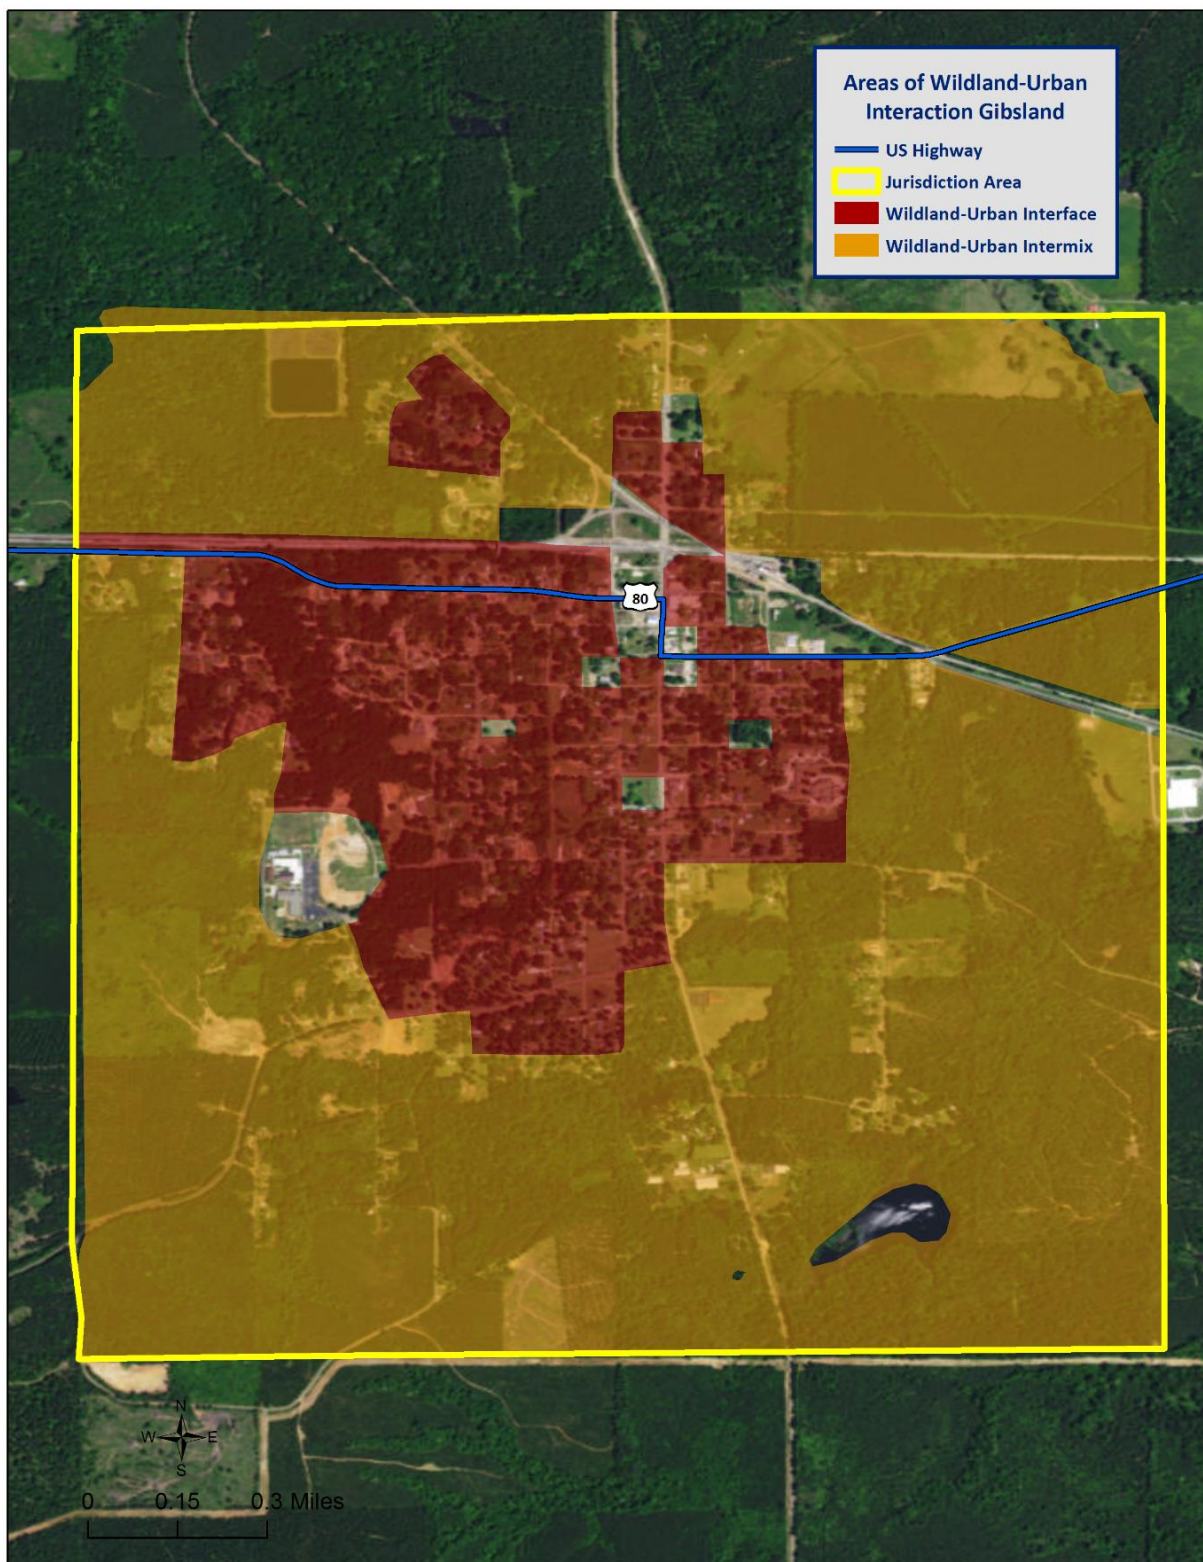 Areas of Wildland-Urban
Interaction Gibsland
US Highway
Jurisdiction Area
Wildland-Urban Interface
Wildland-Urban Intermix
80
N
W E
S
0 0.15 0.3 Miles